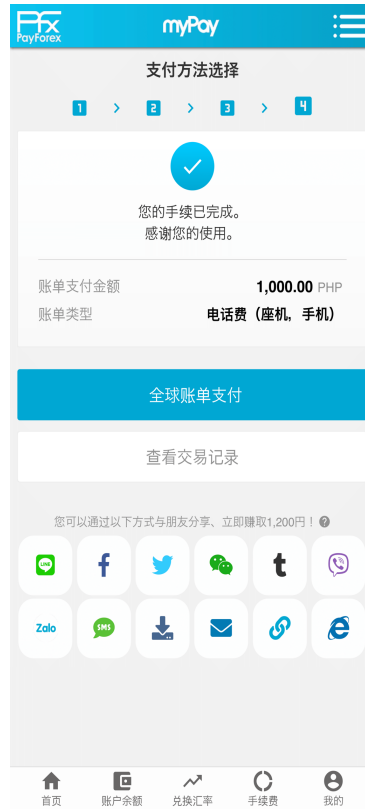 PFx
PayForex
myPay
支付方法选择
1 > 2 > 3 > 4
您的手续已完成。
感谢您的使用。
账单支付金额 1,000.00 PHP
账单类型 电话费（座机，手机）
全球账单支付
查看交易记录
您可以通过以下方式与朋友分享、立即赚取1,200円！?
LINE f t
Zalo SMS e
首页 账户余额 兑换汇率 手续费 我的